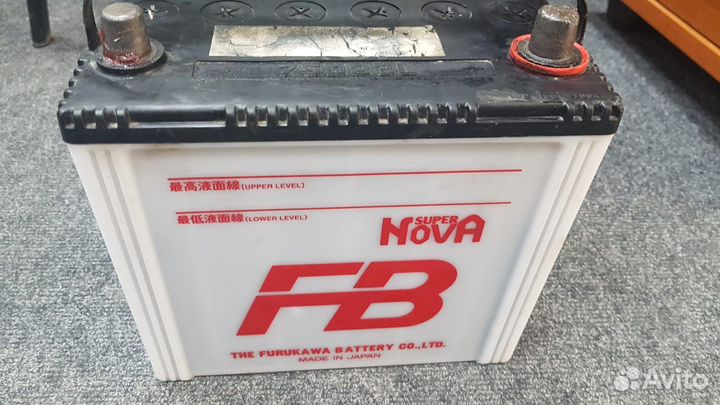 最高液面線(UPPER LEVEL)
最低液面線(LOWER LEVEL)
SUPER
NOVA
FB
THE FURUKAWA BATTERY CO.,LTD.
MADE IN JAPAN
Avito